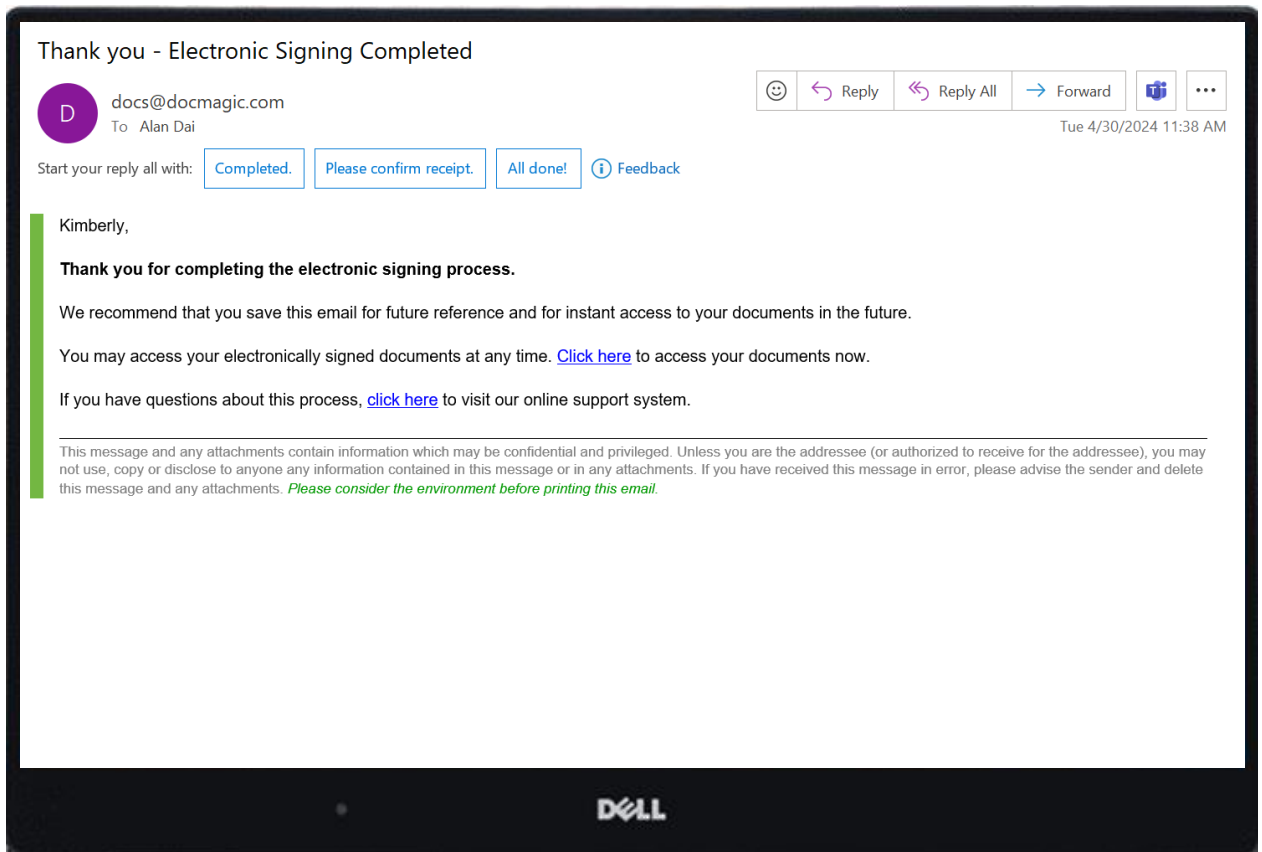 Thank you - Electronic Signing Completed
D
docs@docmagic.com
To Alan Dai
Reply
Reply All
Forward
Tue 4/30/2024 11:38 AM
Start your reply all with:
Completed.
Please confirm receipt.
All done!
Feedback
Kimberly,
Thank you for completing the electronic signing process.
We recommend that you save this email for future reference and for instant access to your documents in the future.
You may access your electronically signed documents at any time. Click here to access your documents now.
If you have questions about this process, click here to visit our online support system.
This message and any attachments contain information which may be confidential and privileged. Unless you are the addressee (or authorized to receive for the addressee), you may
not use, copy or disclose to anyone any information contained in this message or in any attachments. If you have received this message in error, please advise the sender and delete
this message and any attachments. Please consider the environment before printing this email.
DELL